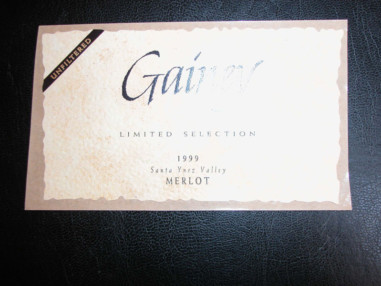 UNFILTERED
Gainey
LIMITED SELECTION
1999
Santa Ynez Valley
MERLOT